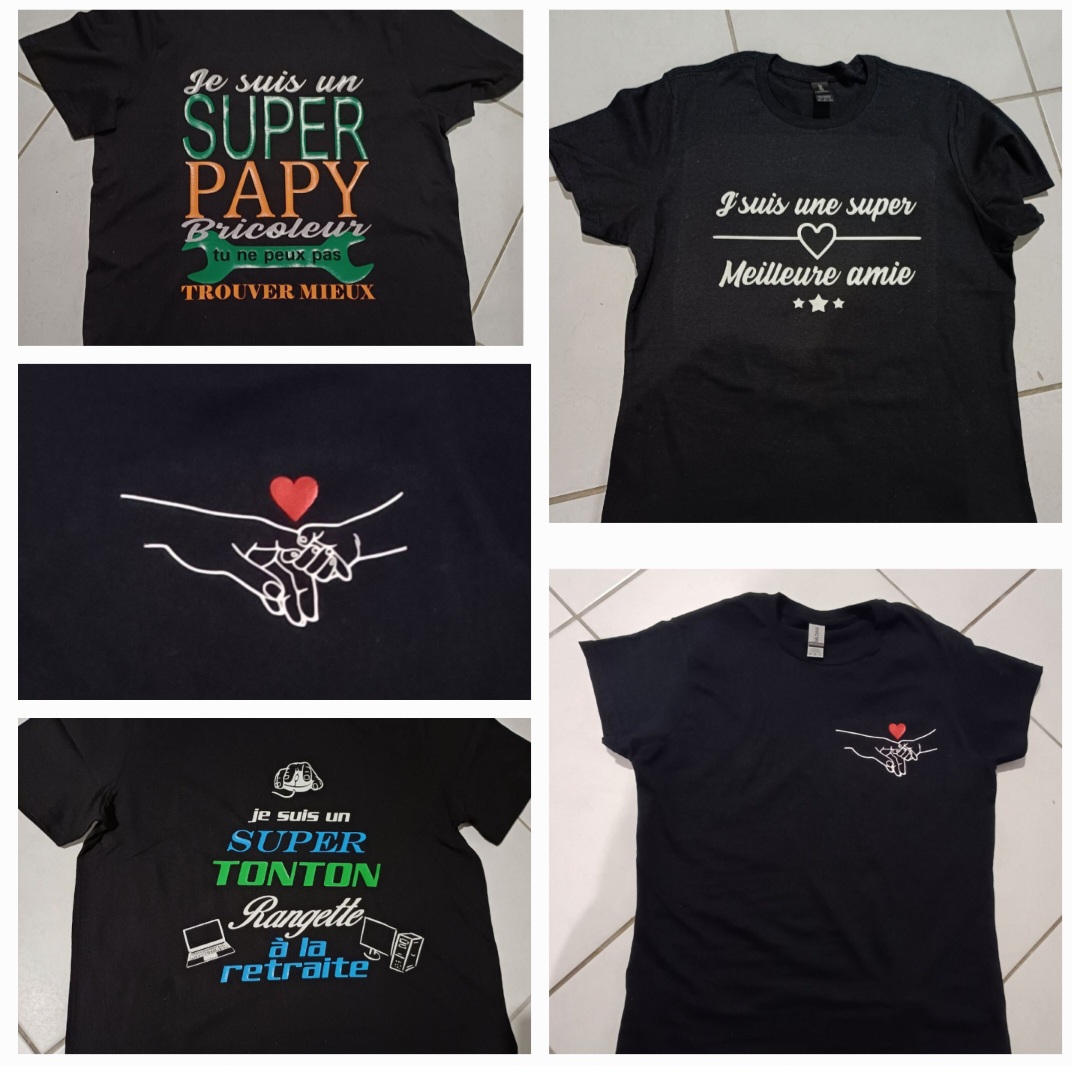 Je suis un
SUPER
PAPY
Bricoleur
tu ne peux pas
TROUVER MIEUX
J'suis une super
Meilleure amie
je suis un
SUPER
TONTON
Rangette
à la
retraite